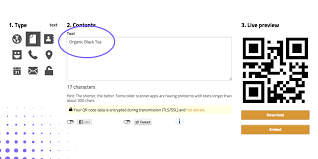 1. Type
text
2. Contents
3. Live preview
Text
Organic Black Tea
17 characters
Hint: The shorter, the better. Some older scanner apps are having problems with texts longer than about 300 chars.
Your QR code data is encrypted during transmission (TLS/SSL) and not stored.
Tweet
Download
Embed